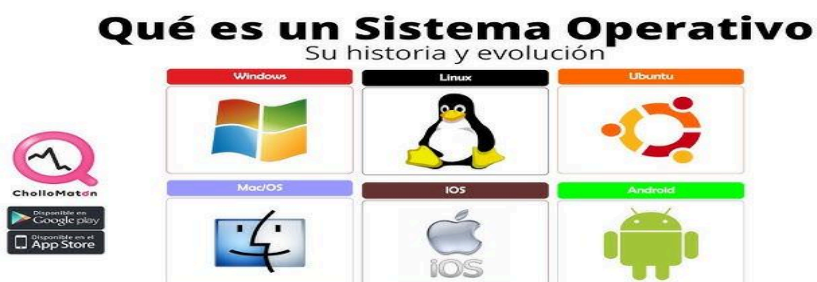 Qué es un Sistema Operativo
Su historia y evolución
Windows
Linux
Ubuntu
Mac/OS
IOS
Android
iOS
CholloMatón
Disponible en
Google play
Disponible en el
App Store